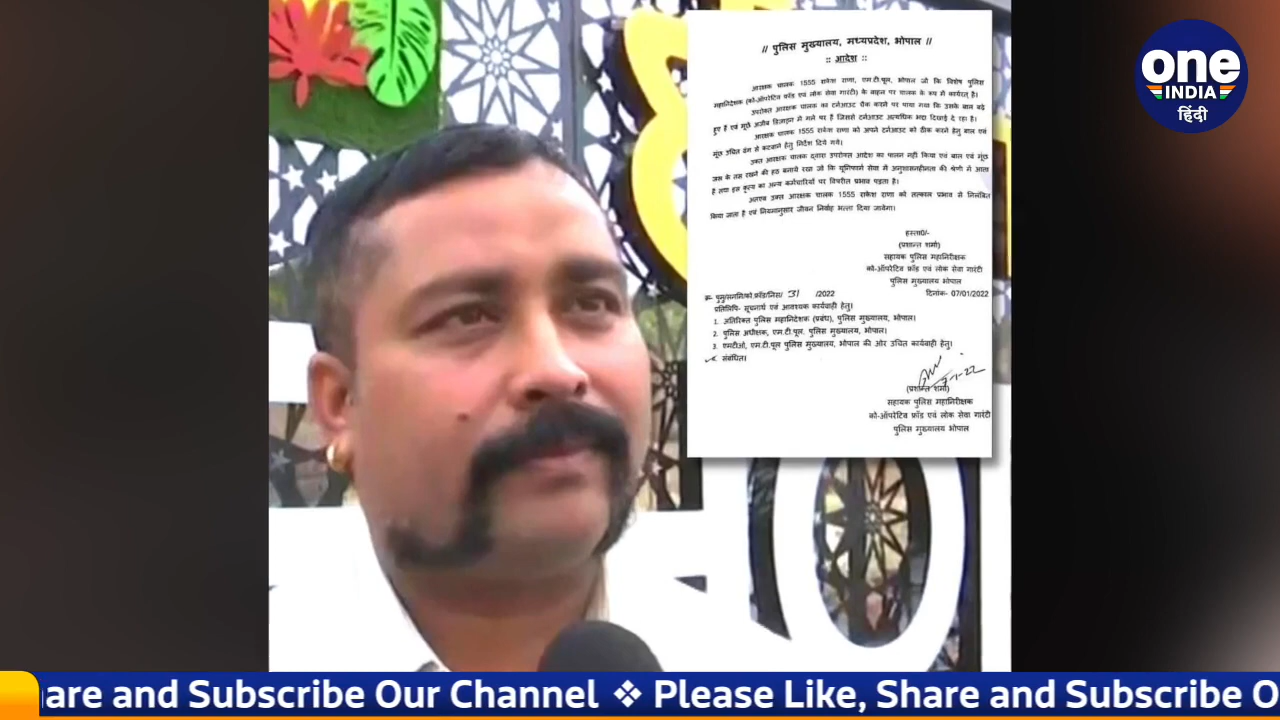 // पुलिस मुख्यालय, मध्यप्रदेश, भोपाल //
:: आदेश ::
आरक्षक चालक 1555 राकेश राणा, एम.टी.पूल, भोपाल जो कि विशेष पुलिस
महानिदेशक (को-ऑपरेटिव फ्रॉड एवं लोक सेवा गारंटी) के वाहन पर चालक के रूप में कार्यरत् है।
उपरोक्त आरक्षक चालक का टर्नआउट चैक करने पर पाया गया कि उसके बाल बढ़े
हुए है एवं मूछें अजीब डिजाइन में गले पर है जिससे टर्नआउट अत्यधिक भद्दा दिखाई दे रहा है।
आरक्षक चालक 1555 राकेश राणा को अपने टर्नआउट को ठीक करने हेतु बाल एवं
मूंछ उचित ढंग से कटवाने हेतु निर्देश दिये गये।
उक्त आरक्षक चालक द्वारा उपरोक्त आदेश का पालन नहीं किया एवं बाल एवं मूंछ
जस के तस रखने की हठ बनाये रखा जो कि यूनिफार्म सेवा में अनुशासनहीनता की श्रेणी में आता
है तथा इस कृत्य का अन्य कर्मचारियों पर विपरीत प्रभाव पड़ता है।
अतएव उक्त आरक्षक चालक 1555 राकेश राणा को तत्काल प्रभाव से निलंबित
किया जाता है एवं नियमानुसार जीवन निर्वाह भत्ता दिया जावेगा।
हस्ता0/-
(प्रशान्त शर्मा)
सहायक पुलिस महानिरीक्षक
को-ऑपरेटिव फ्रॉड एवं लोक सेवा गारंटी
पुलिस मुख्यालय भोपाल
31 /2022 दिनांक- 07/01/2022
प्रतिलिपि- सूचनार्थ एवं आवश्यक कार्यवाही हेतु।
1. अतिरिक्त पुलिस महानिदेशक (प्रबंध), पुलिस मुख्यालय, भोपाल।
2. पुलिस अधीक्षक, एम.टी.पूल, पुलिस मुख्यालय, भोपाल।
3. एमटीओ, एम.टी.पूल पुलिस मुख्यालय, भोपाल की ओर उचित कार्यवाही हेतु।
संबंधित।
(प्रशान्त शर्मा)
सहायक पुलिस महानिरीक्षक
को-ऑपरेटिव फ्रॉड एवं लोक सेवा गारंटी
पुलिस मुख्यालय भोपाल
one
INDIA
हिंदी
are and Subscribe Our Channel ❖ Please Like, Share and Subscribe O